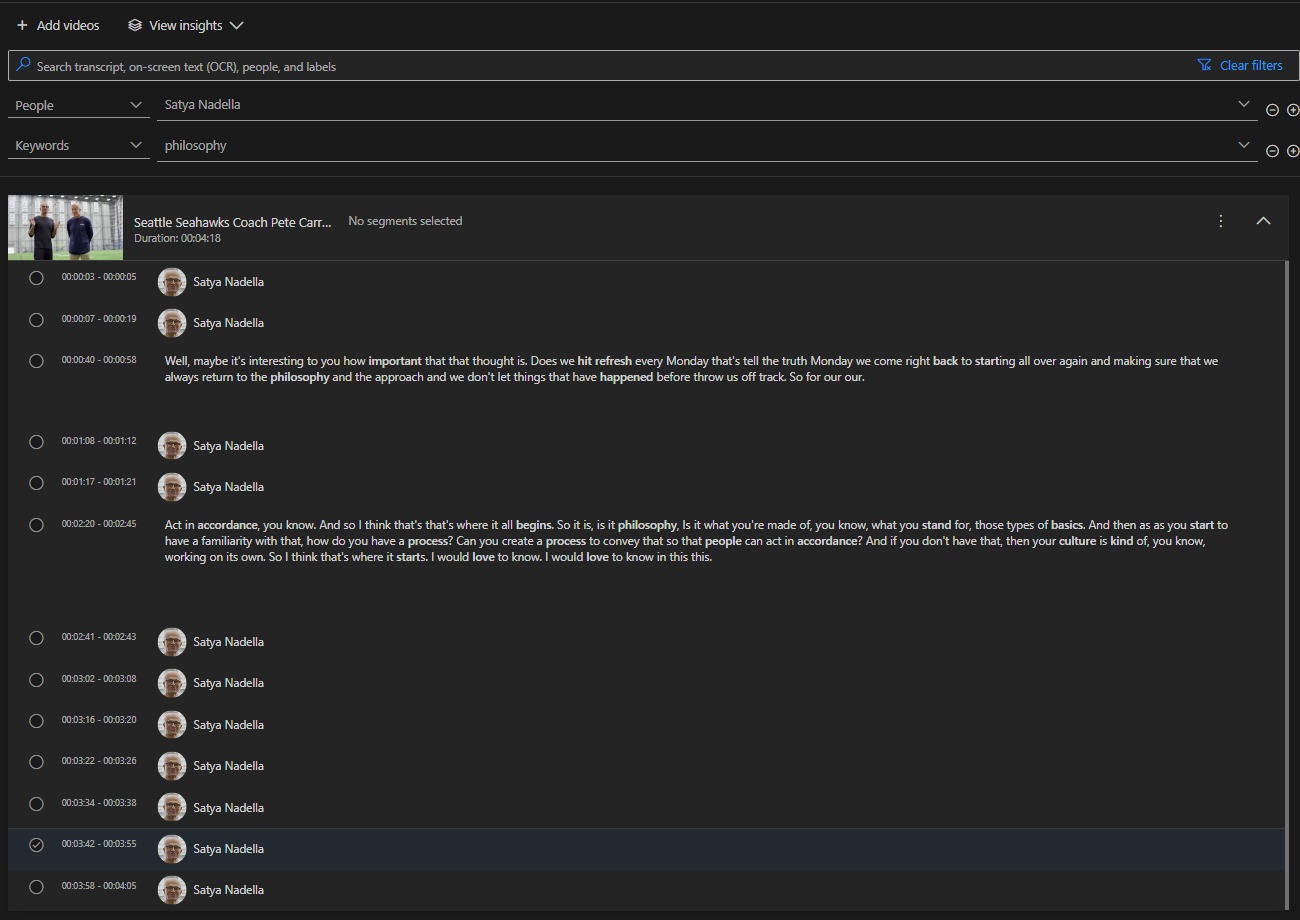 Add videos View insights
Search transcript, on-screen text (OCR), people, and labels Clear filters
People Satya Nadella
Keywords philosophy
Seattle Seahawks Coach Pete Carr... No segments selected
Duration: 00:04:18
00:00:03 - 00:00:05 Satya Nadella
00:00:07 - 00:00:19 Satya Nadella
00:00:40 - 00:00:58 Well, maybe it's interesting to you how important that that thought is. Does we hit refresh every Monday that's tell the truth Monday we come right back to starting all over again and making sure that we
always return to the philosophy and the approach and we don't let things that have happened before throw us off track. So for our our.
00:01:08 - 00:01:12 Satya Nadella
00:01:17 - 00:01:21 Satya Nadella
00:02:20 - 00:02:45 Act in accordance, you know. And so I think that's that's where it all begins. So it is, is it philosophy, Is it what you're made of, you know, what you stand for, those types of basics. And then as as you start to
have a familiarity with that, how do you have a process? Can you create a process to convey that so that people can act in accordance? And if you don't have that, then your culture is kind of, you know,
working on its own. So I think that's where it starts. I would love to know. I would love to know in this this.
00:02:41 - 00:02:43 Satya Nadella
00:03:02 - 00:03:08 Satya Nadella
00:03:16 - 00:03:20 Satya Nadella
00:03:22 - 00:03:26 Satya Nadella
00:03:34 - 00:03:38 Satya Nadella
00:03:42 - 00:03:55 Satya Nadella
00:03:58 - 00:04:05 Satya Nadella